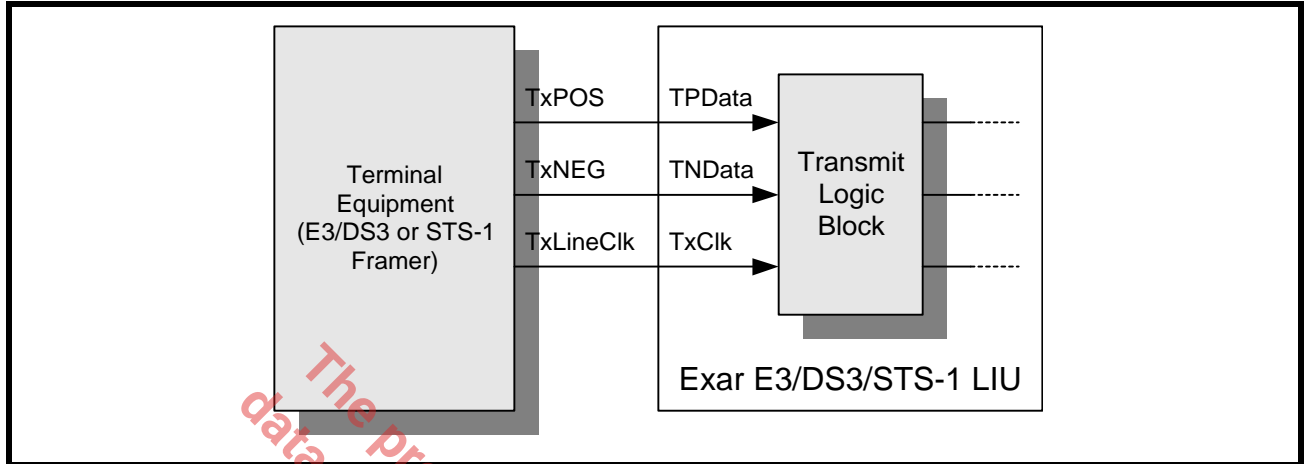 TxPOS
TPData
TxNEG
TNData
TxLineClk
TxClk
Terminal
Equipment
(E3/DS3 or STS-1
Framer)
Transmit
Logic
Block
Exar E3/DS3/STS-1 LIU
The pr
data